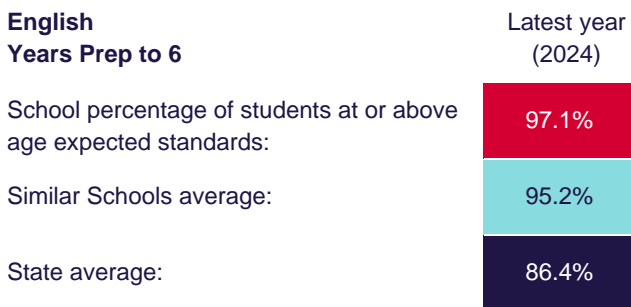 English
Years Prep to 6
Latest year
(2024)
School percentage of students at or above
age expected standards:
97.1%
Similar Schools average:
95.2%
State average:
86.4%